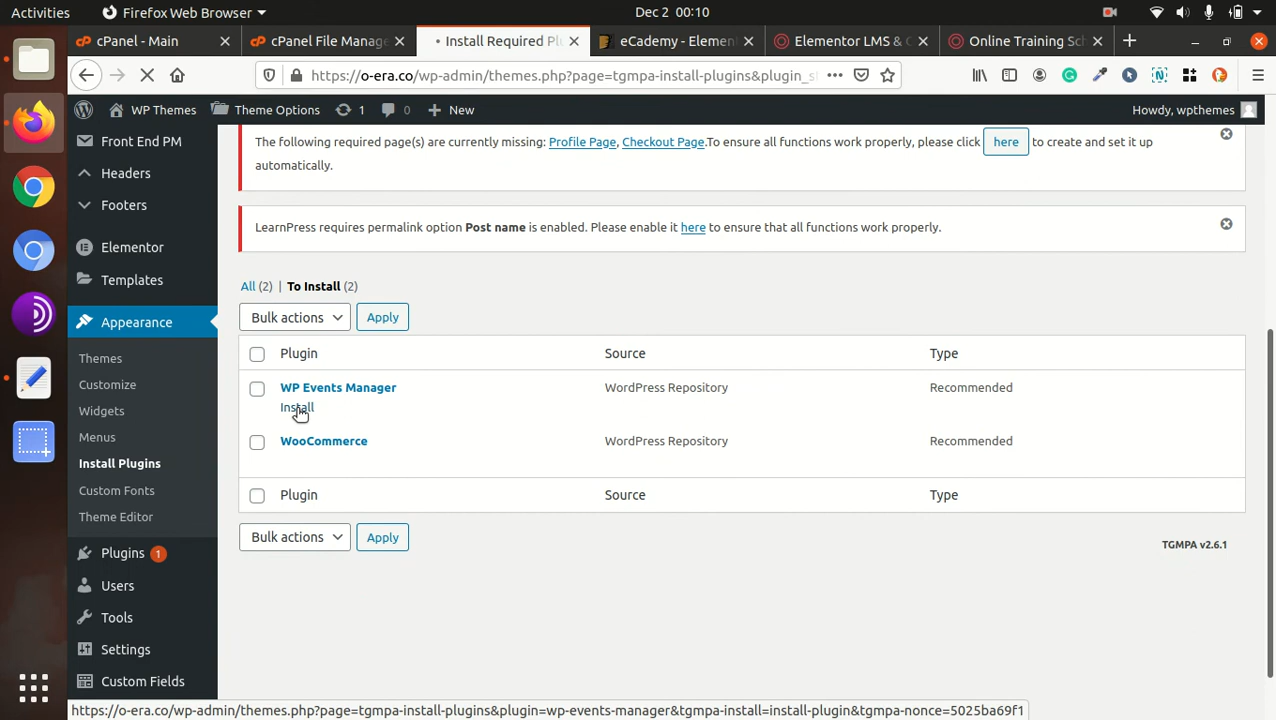 Activities
Firefox Web Browser
Dec 2 00:10
cPanel - Main
cPanel File Manage
Install Required Pl
eCademy - Elemen
Elementor LMS & C
Online Training Sch
https://o-era.co/wp-admin/themes.php?page=tgmpa-install-plugins&plugin_s
WP Themes
Theme Options
1
0
New
Howdy, wpthemes
Front End PM
Headers
Footers
Elementor
Templates
Appearance
Themes
Customize
Widgets
Menus
Install Plugins
Custom Fonts
Theme Editor
Plugins 1
Users
Tools
Settings
Custom Fields
The following required page(s) are currently missing: Profile Page, Checkout Page.To ensure all functions work properly, please click here to create and set it up
automatically.
LearnPress requires permalink option Post name is enabled. Please enable it here to ensure that all functions work properly.
All (2) | To Install (2)
Bulk actions Apply
Plugin Source Type
WP Events Manager WordPress Repository Recommended
Install
WooCommerce WordPress Repository Recommended
Plugin Source Type
Bulk actions Apply
TGMPA v2.6.1
https://o-era.co/wp-admin/themes.php?page=tgmpa-install-plugins&plugin=wp-events-manager&tgmpa-install=install-plugin&tgmpa-nonce=5025ba69f1